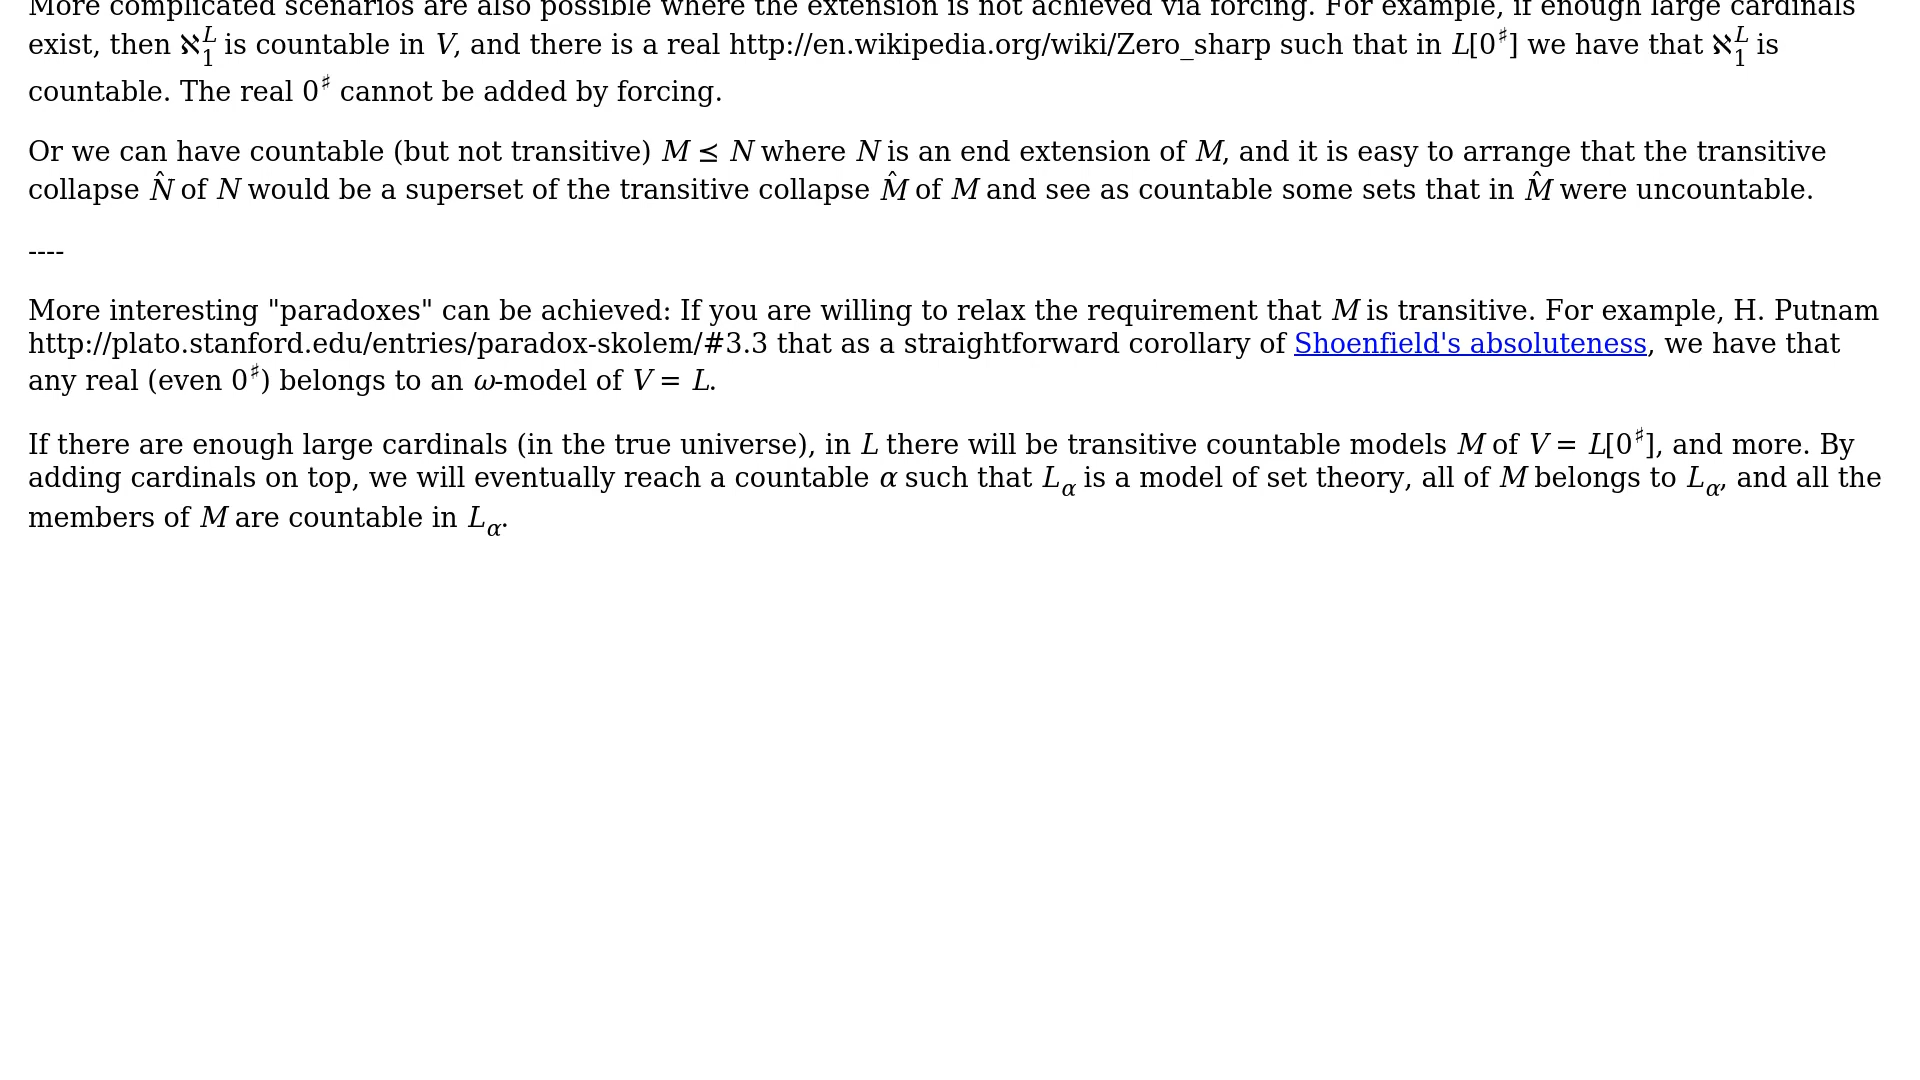 More complicated scenarios are also possible where the extension is not achieved via forcing. For example, if enough large cardinals
exist, then ℵ₁ᴸ is countable in V, and there is a real http://en.wikipedia.org/wiki/Zero_sharp such that in L[0♯] we have that ℵ₁ᴸ is
countable. The real 0♯ cannot be added by forcing.
Or we can have countable (but not transitive) M ⪯ N where N is an end extension of M, and it is easy to arrange that the transitive
collapse N̂ of N would be a superset of the transitive collapse M̂ of M and see as countable some sets that in M̂ were uncountable.
----
More interesting "paradoxes" can be achieved: If you are willing to relax the requirement that M is transitive. For example, H. Putnam
http://plato.stanford.edu/entries/paradox-skolem/#3.3 that as a straightforward corollary of Shoenfield's absoluteness, we have that
any real (even 0♯) belongs to an ω-model of V = L.
If there are enough large cardinals (in the true universe), in L there will be transitive countable models M of V = L[0♯], and more. By
adding cardinals on top, we will eventually reach a countable α such that L_α is a model of set theory, all of M belongs to L_α, and all the
members of M are countable in L_α.